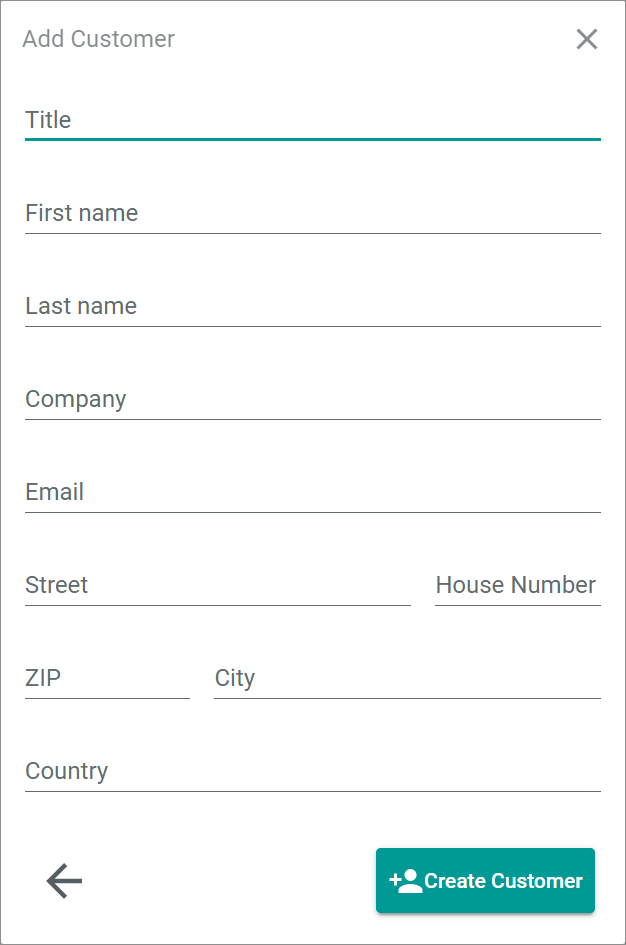 Add Customer
Title
First name
Last name
Company
Email
Street House Number
ZIP City
Country
Create Customer